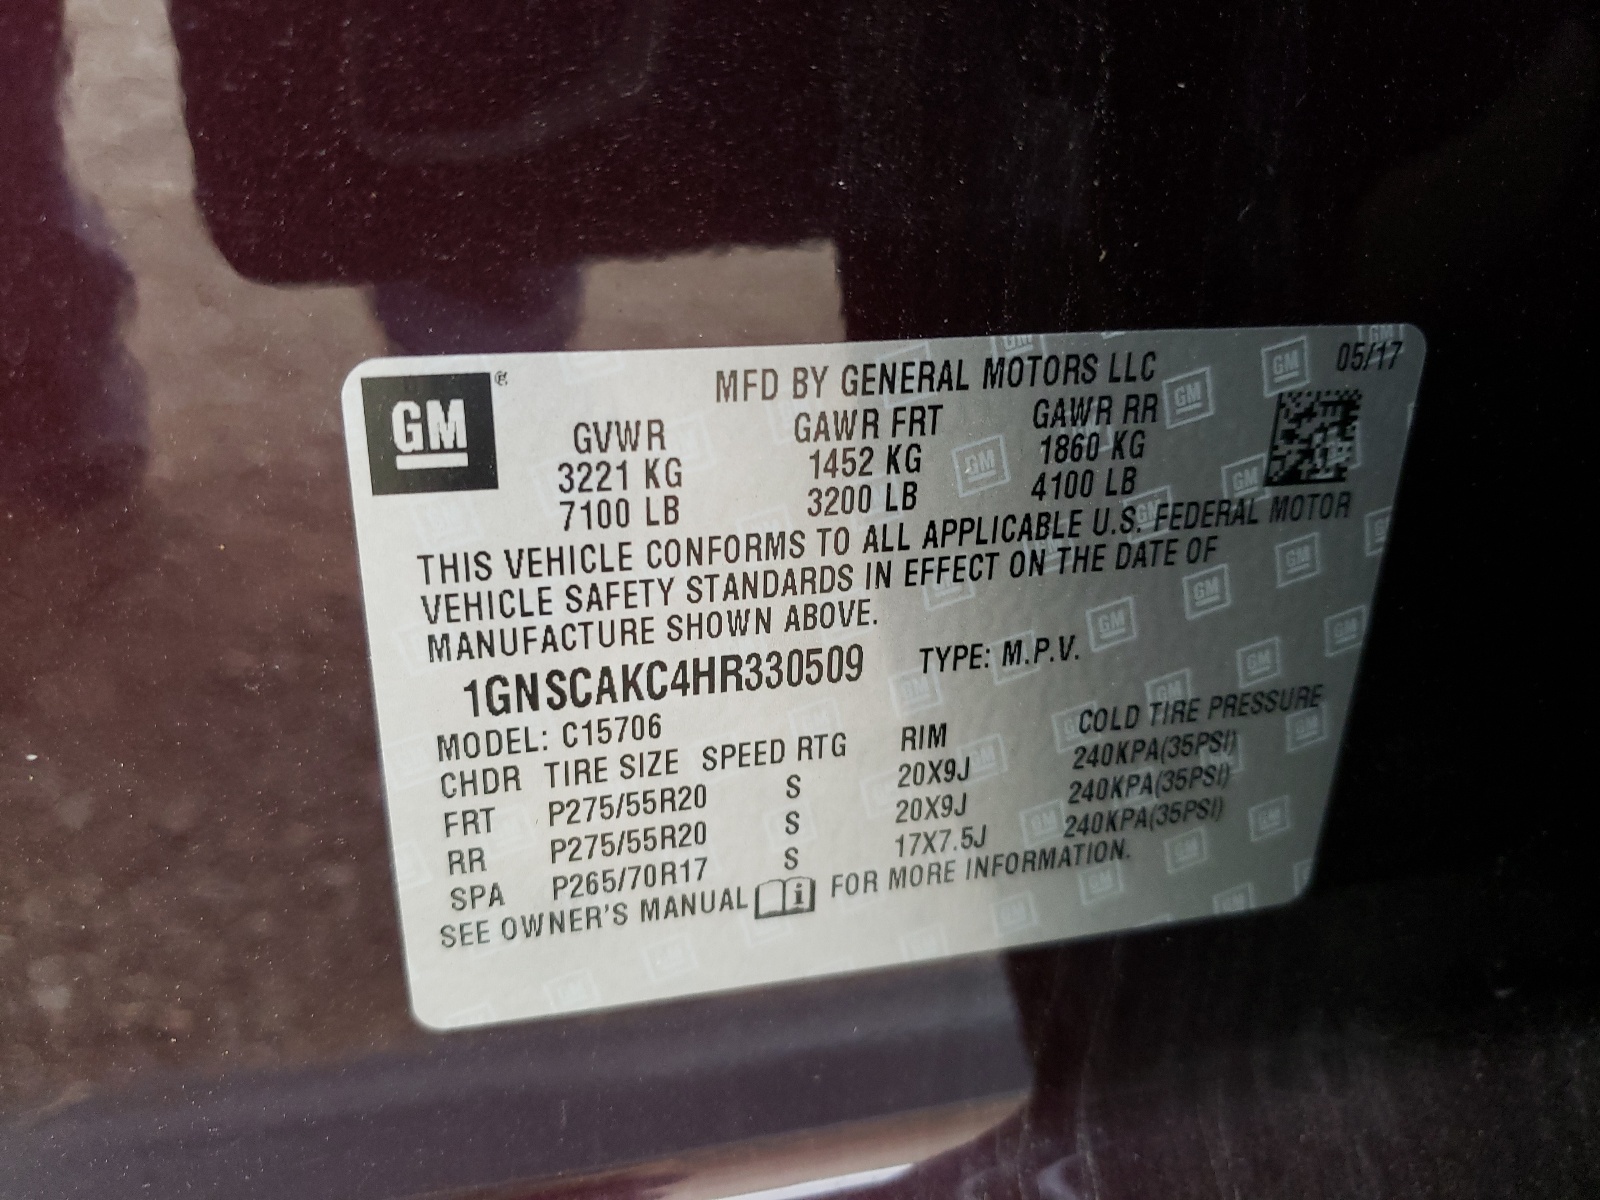 GM ®
MFD BY GENERAL MOTORS LLC 05/17
GVWR GAWR FRT GAWR RR
3221 KG 1452 KG 1860 KG
7100 LB 3200 LB 4100 LB
THIS VEHICLE CONFORMS TO ALL APPLICABLE U.S. FEDERAL MOTOR
VEHICLE SAFETY STANDARDS IN EFFECT ON THE DATE OF
MANUFACTURE SHOWN ABOVE.
1GNSCAKC4HR330509 TYPE: M.P.V.
MODEL: C15706
CHDR TIRE SIZE SPEED RTG RIM COLD TIRE PRESSURE
FRT P275/55R20 S 20X9J 240KPA(35PSI)
RR P275/55R20 S 20X9J 240KPA(35PSI)
SPA P265/70R17 S 17X7.5J 240KPA(35PSI)
SEE OWNER'S MANUAL i FOR MORE INFORMATION.